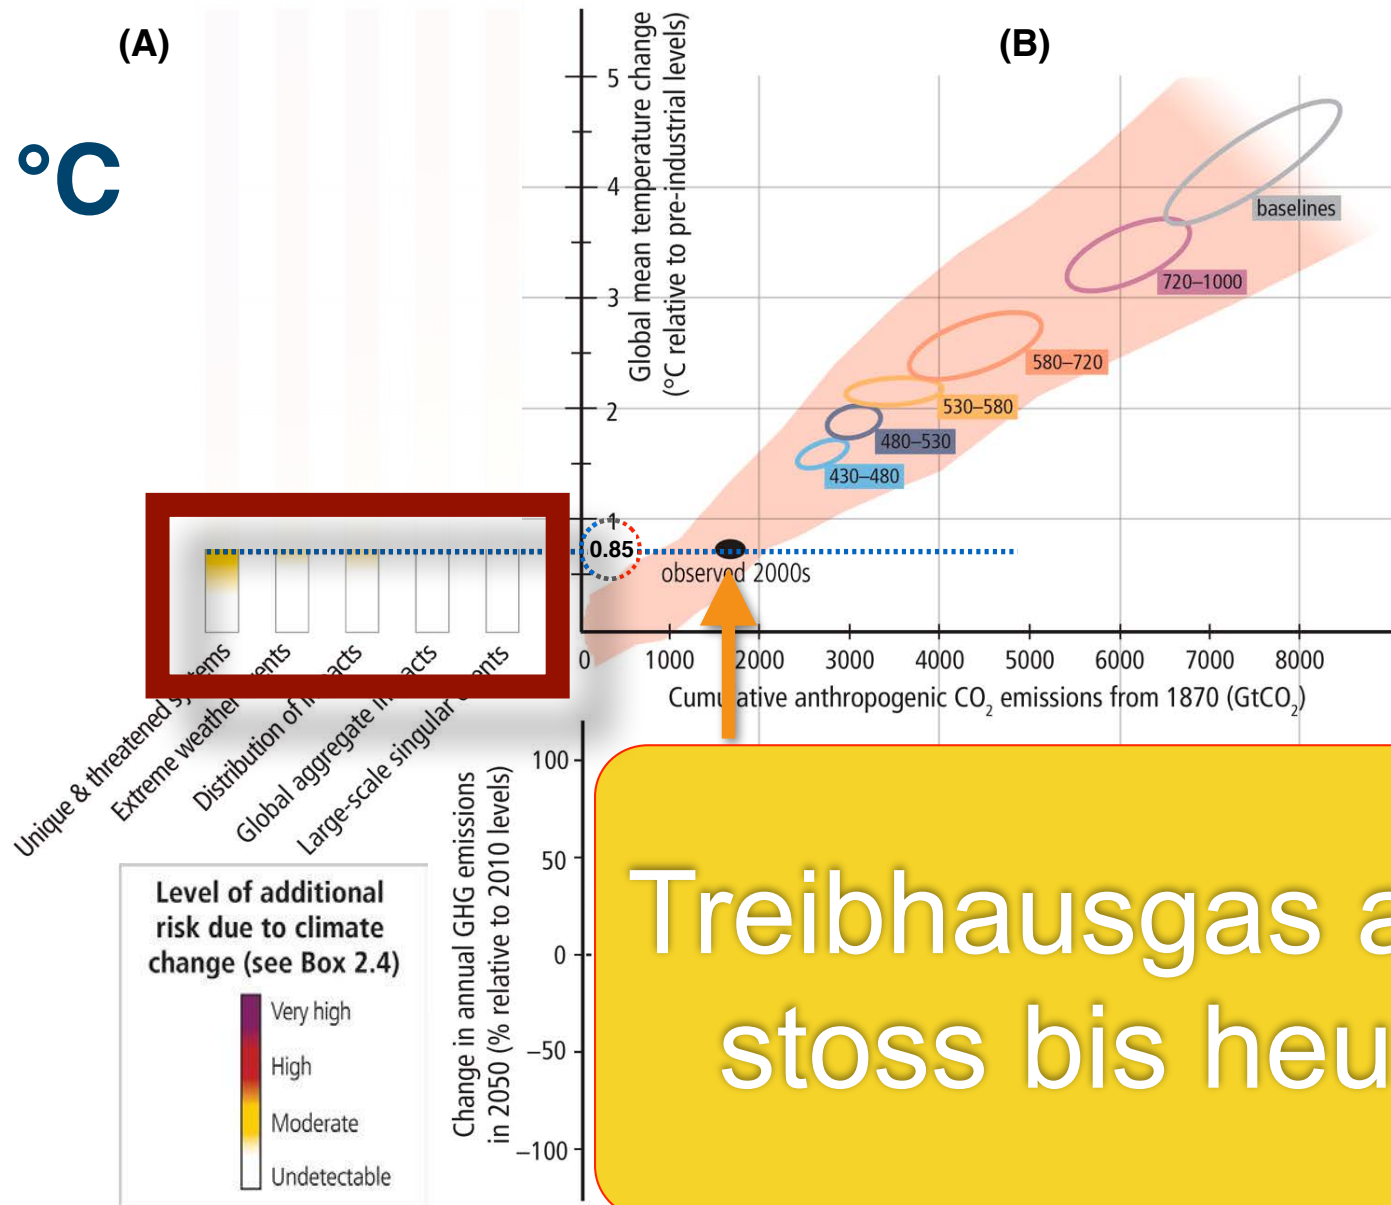 (A)
(B)
°C
Global mean temperature change
(°C relative to pre-industrial levels)
5
4
3
2
1
0.85
baselines
720–1000
580–720
530–580
480–530
430–480
observed 2000s
0 1000 2000 3000 4000 5000 6000 7000 8000
Cumulative anthropogenic CO₂ emissions from 1870 (GtCO₂)
Unique & threatened systems
Extreme weather events
Distribution of impacts
Global aggregate impacts
Large-scale singular events
Level of additional
risk due to climate
change (see Box 2.4)
Very high
High
Moderate
Undetectable
Change in annual GHG emissions
in 2050 (% relative to 2010 levels)
100
50
0
−50
−100
Treibhausgas a
stoss bis heu